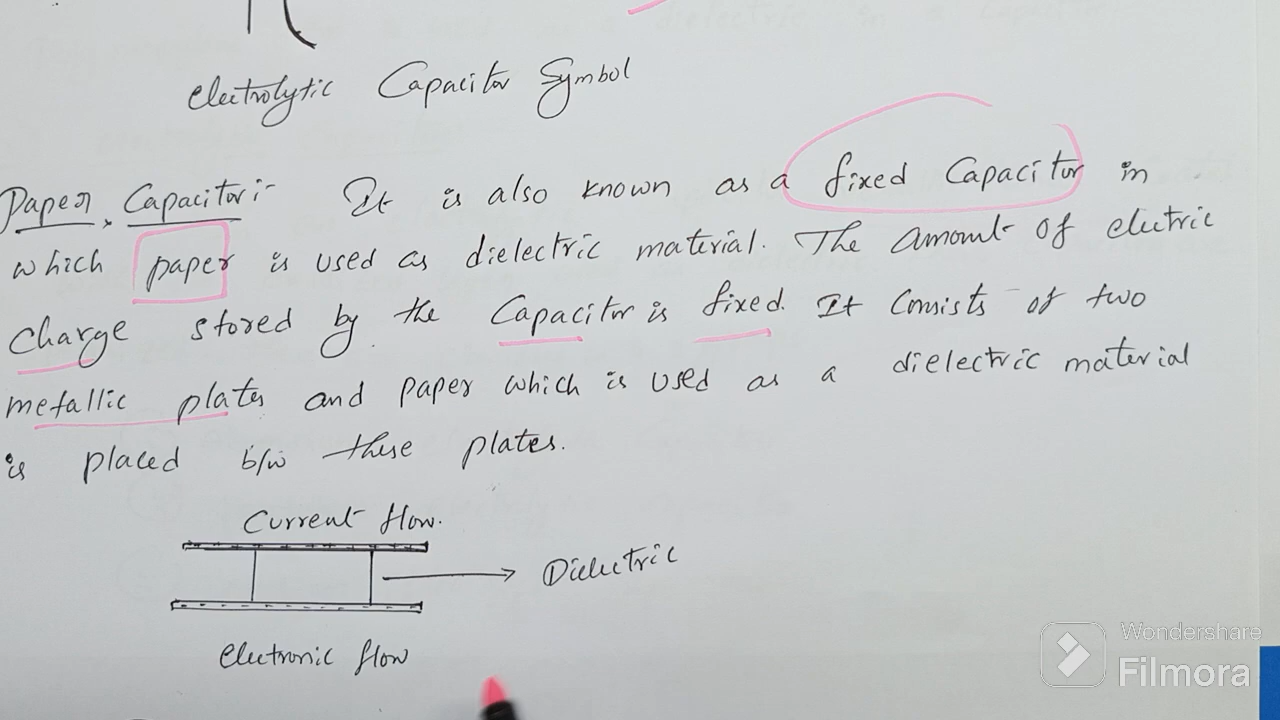 Electrolytic Capacitor Symbol
Paper Capacitor:- It is also known as a fixed Capacitor in
which paper is used as dielectric material. The amount of electric
charge stored by the Capacitor is fixed. It Consists of two
metallic plates and paper which is used as a dielectric material
is placed b/w these plates.
Current flow.
Dielectric
electronic flow
Wondershare
Filmora